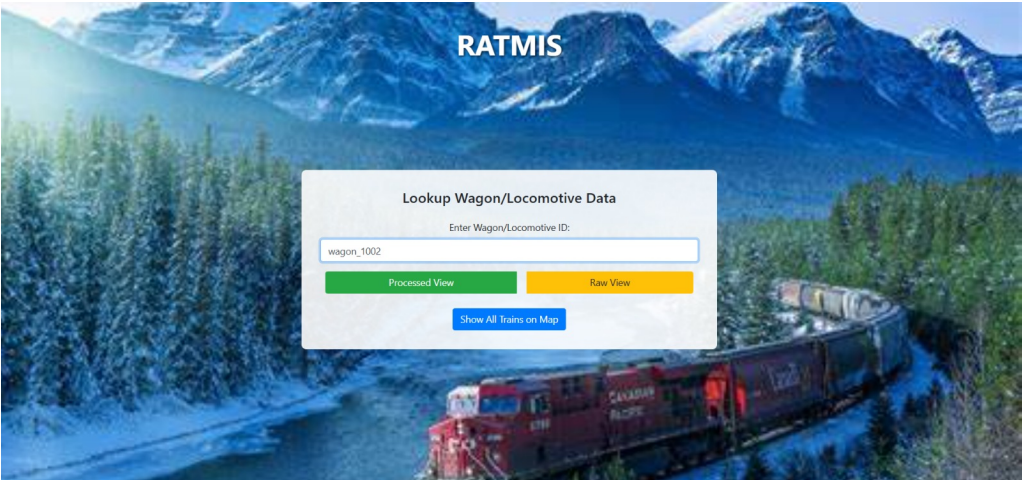 RATMIS
Lookup Wagon/Locomotive Data
Enter Wagon/Locomotive ID:
wagon_1002
Processed View Raw View
Show All Trains on Map
CANADIAN
PACIFIC
Canada